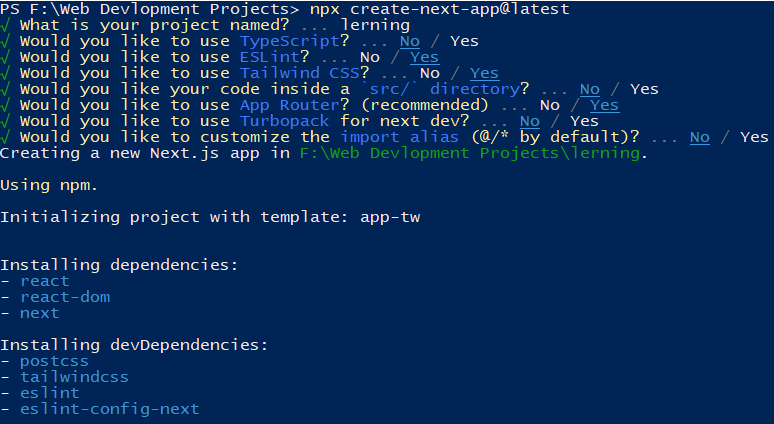 PS F:\Web Devlopment Projects> npx create-next-app@latest
√ What is your project named? ... lerning
√ Would you like to use TypeScript? ... No / Yes
√ Would you like to use ESLint? ... No / Yes
√ Would you like to use Tailwind CSS? ... No / Yes
√ Would you like your code inside a `src/` directory? ... No / Yes
√ Would you like to use App Router? (recommended) ... No / Yes
√ Would you like to use Turbopack for next dev? ... No / Yes
√ Would you like to customize the import alias (@/* by default)? ... No / Yes
Creating a new Next.js app in F:\Web Devlopment Projects\lerning.
Using npm.
Initializing project with template: app-tw
Installing dependencies:
- react
- react-dom
- next
Installing devDependencies:
- postcss
- tailwindcss
- eslint
- eslint-config-next